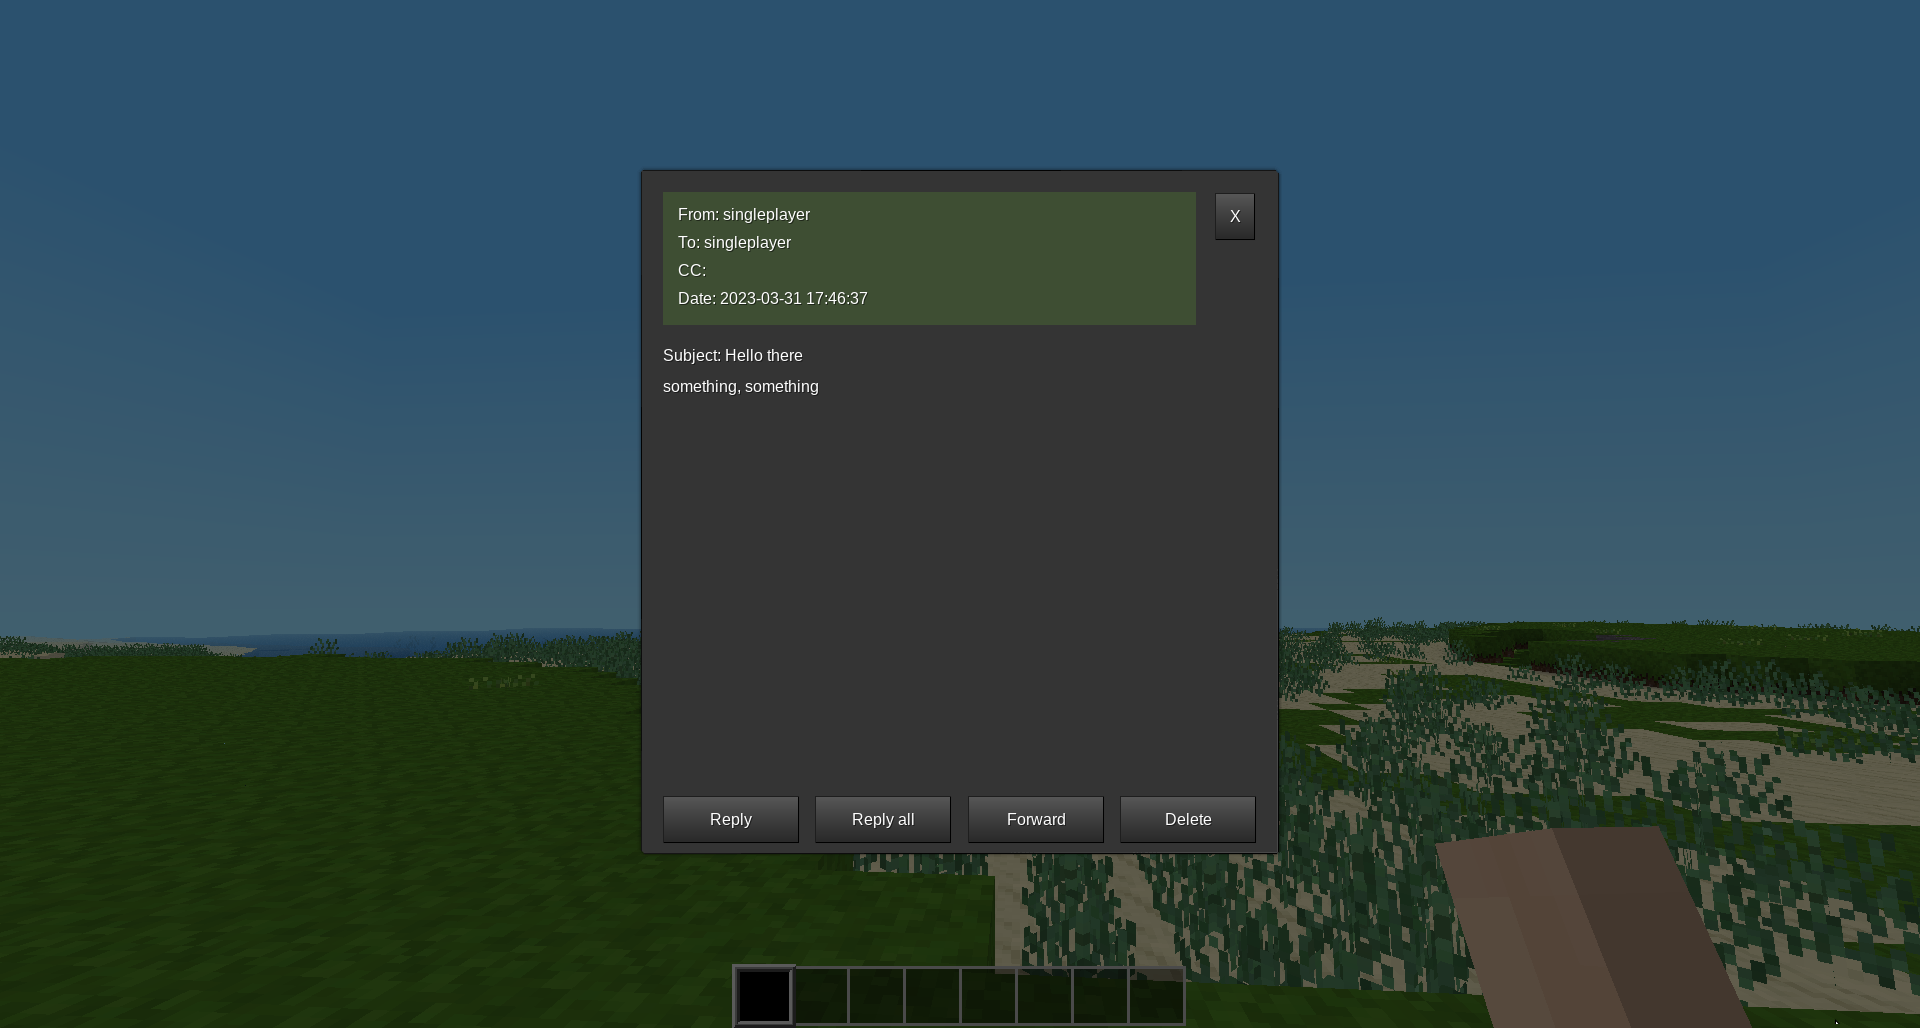 From: singleplayer
X
To: singleplayer
CC:
Date: 2023-03-31 17:46:37
Subject: Hello there
something, something
Reply
Reply all
Forward
Delete